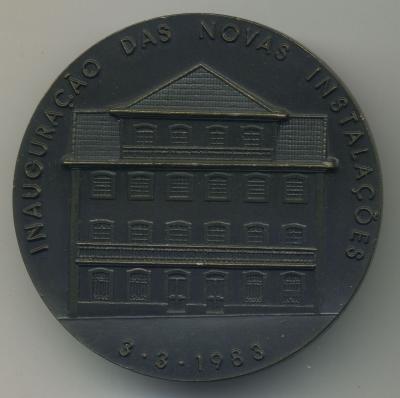 INAUGURAÇÃO DAS NOVAS INSTALAÇÕES
3·3·1983